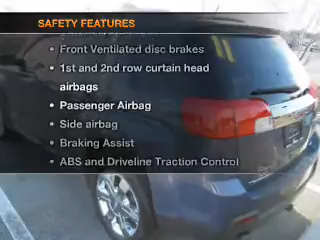 SAFETY FEATURES
Front Ventilated disc brakes
1st and 2nd row curtain head
airbags
Passenger Airbag
Side airbag
Braking Assist
ABS and Driveline Traction Control